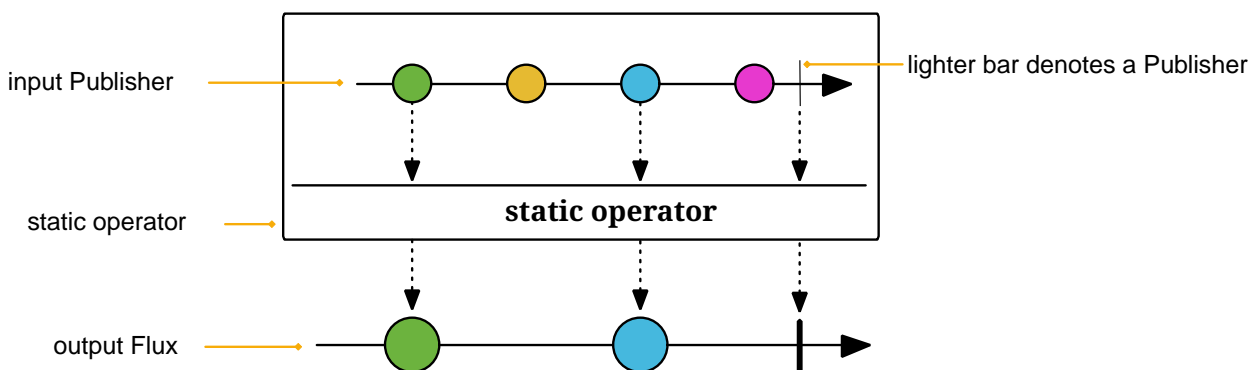 input Publisher
lighter bar denotes a Publisher
static operator
static operator
output Flux